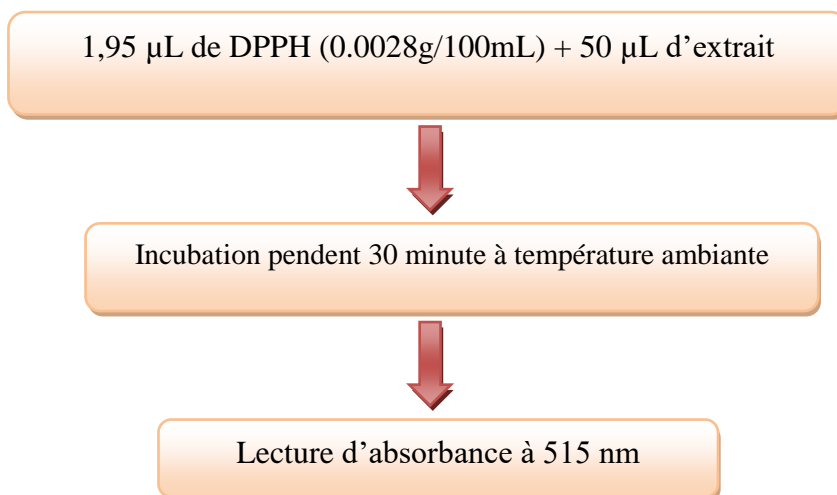 1,95 µL de DPPH (0.0028g/100mL) + 50 µL d’extrait
Incubation pendent 30 minute à température ambiante
Lecture d’absorbance à 515 nm